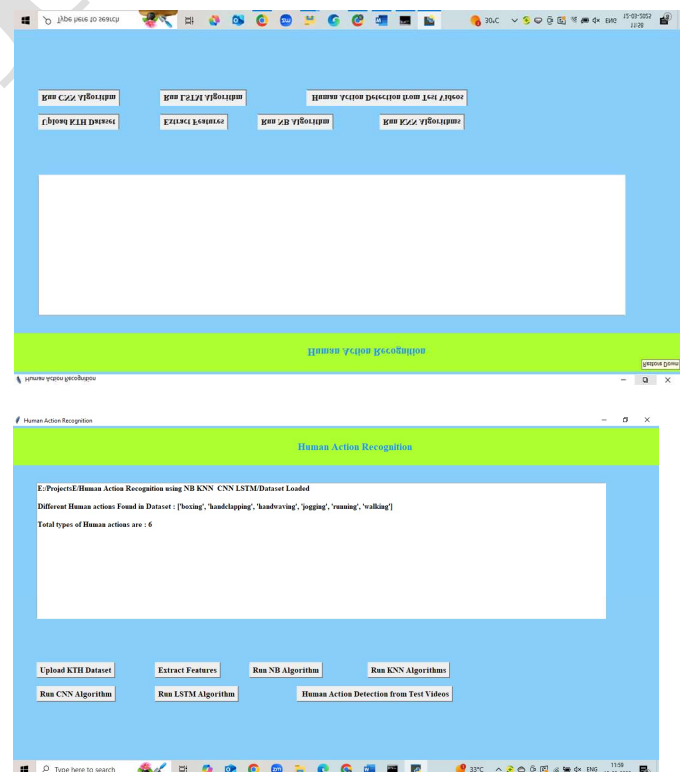 Type here to search
30°C
ENG
11:58
12-03-2023
Run CNN Algorithm
Run LSTM Algorithm
Human Action Detection from Test Videos
Upload KTH Dataset
Extract Features
Run NB Algorithm
Run KNN Algorithms
Human Action Recognition
Restore Down
Human Action Recognition
Human Action Recognition
Human Action Recognition
E:/ProjectsE/Human Action Recognition using NB KNN CNN LSTM/Dataset Loaded
Different Human actions Found in Dataset : ['boxing', 'handclapping', 'handwaving', 'jogging', 'running', 'walking']
Total types of Human actions are : 6
Upload KTH Dataset
Extract Features
Run NB Algorithm
Run KNN Algorithms
Run CNN Algorithm
Run LSTM Algorithm
Human Action Detection from Test Videos
Type here to search
33°C
ENG
11:59